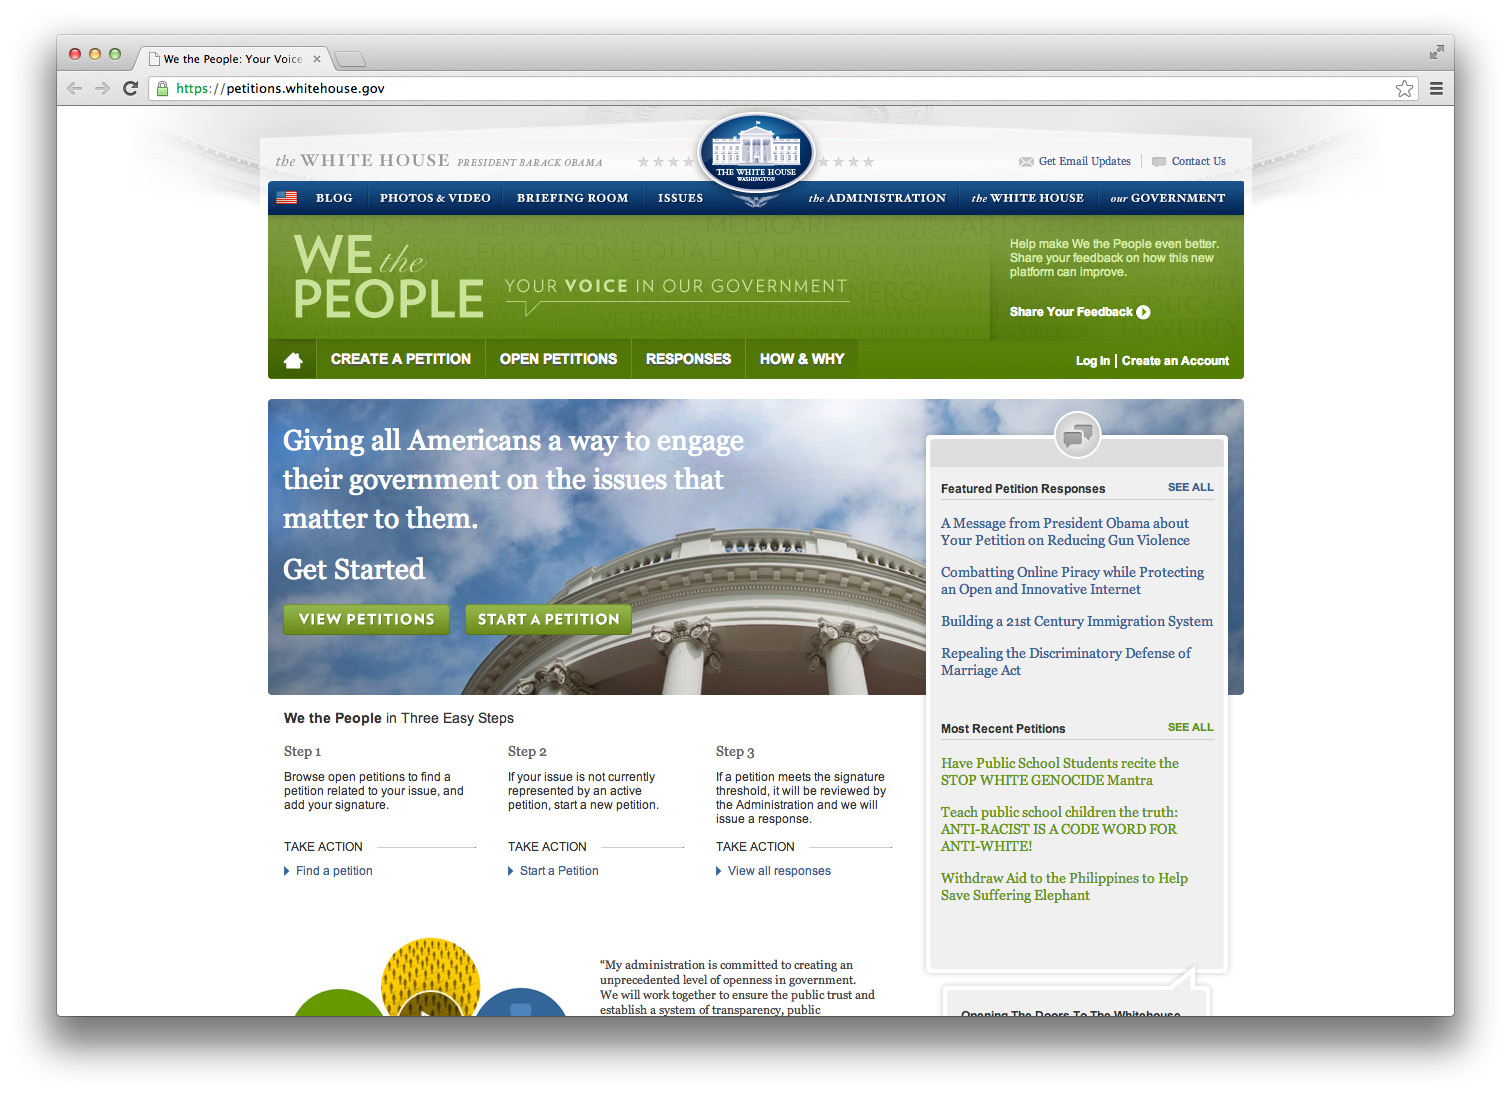 We the People: Your Voice
https://petitions.whitehouse.gov
the WHITE HOUSE PRESIDENT BARACK OBAMA
THE WHITE HOUSE
WASHINGTON
Get Email Updates
Contact Us
BLOG
PHOTOS & VIDEO
BRIEFING ROOM
ISSUES
the ADMINISTRATION
the WHITE HOUSE
our GOVERNMENT
WE the
PEOPLE
YOUR VOICE IN OUR GOVERNMENT
Help make We the People even better.
Share your feedback on how this new
platform can improve.
Share Your Feedback
CREATE A PETITION
OPEN PETITIONS
RESPONSES
HOW & WHY
Log In | Create an Account
Giving all Americans a way to engage
their government on the issues that
matter to them.
Get Started
VIEW PETITIONS
START A PETITION
Featured Petition Responses
SEE ALL
A Message from President Obama about
Your Petition on Reducing Gun Violence
Combatting Online Piracy while Protecting
an Open and Innovative Internet
Building a 21st Century Immigration System
Repealing the Discriminatory Defense of
Marriage Act
Most Recent Petitions
SEE ALL
Have Public School Students recite the
STOP WHITE GENOCIDE Mantra
Teach public school children the truth:
ANTI-RACIST IS A CODE WORD FOR
ANTI-WHITE!
Withdraw Aid to the Philippines to Help
Save Suffering Elephant
We the People in Three Easy Steps
Step 1
Browse open petitions to find a
petition related to your issue, and
add your signature.
TAKE ACTION
Find a petition
Step 2
If your issue is not currently
represented by an active
petition, start a new petition.
TAKE ACTION
Start a Petition
Step 3
If a petition meets the signature
threshold, it will be reviewed by
the Administration and we will
issue a response.
TAKE ACTION
View all responses
“My administration is committed to creating an
unprecedented level of openness in government.
We will work together to ensure the public trust and
establish a system of transparency, public
Opening The Doors To The Whitehouse